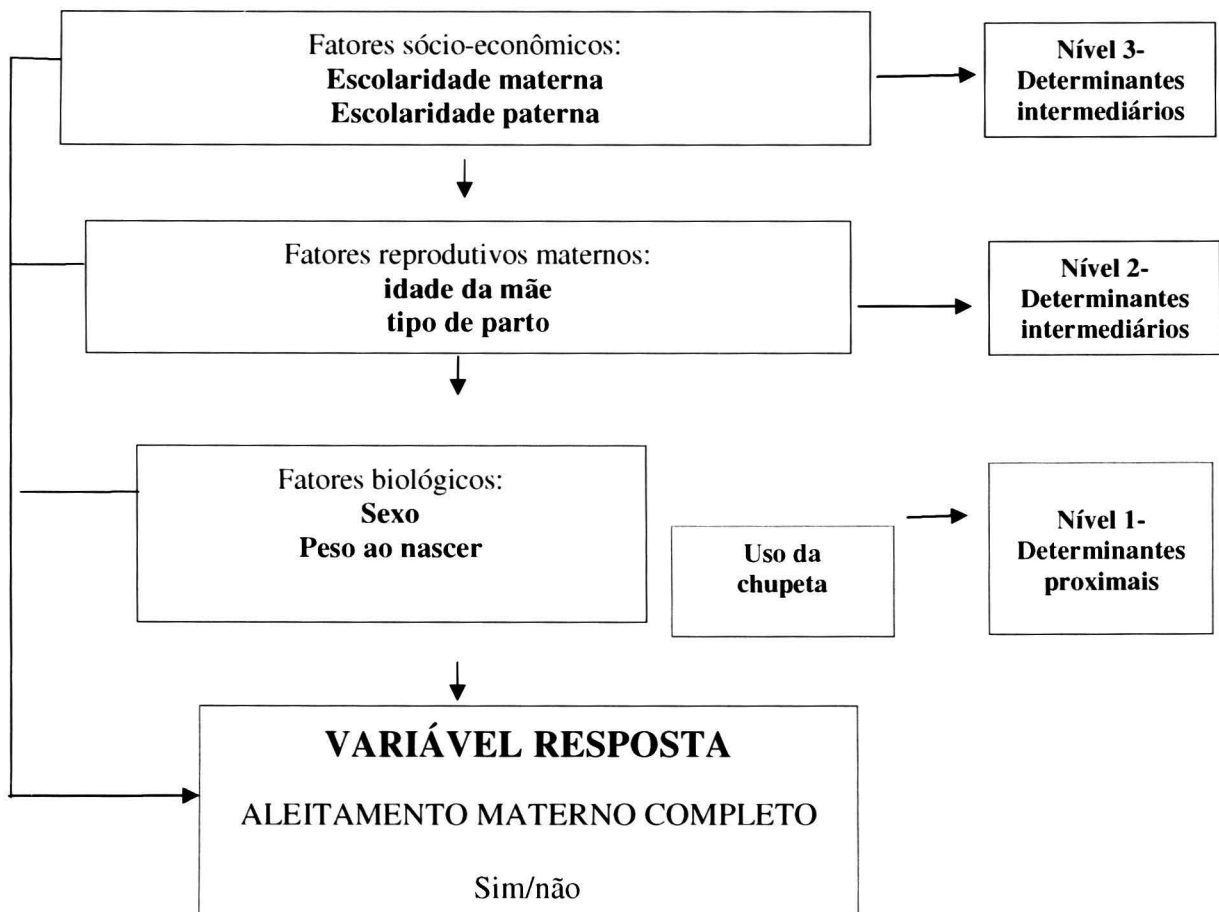 Fatores sócio-econômicos:
Escolaridade materna
Escolaridade paterna
Nível 3-
Determinantes
intermediários
Fatores reprodutivos maternos:
idade da mãe
tipo de parto
Nível 2-
Determinantes
intermediários
Fatores biológicos:
Sexo
Peso ao nascer
Uso da
chupeta
Nível 1-
Determinantes
proximais
VARIÁVEL RESPOSTA
ALEITAMENTO MATERNO COMPLETO
Sim/não